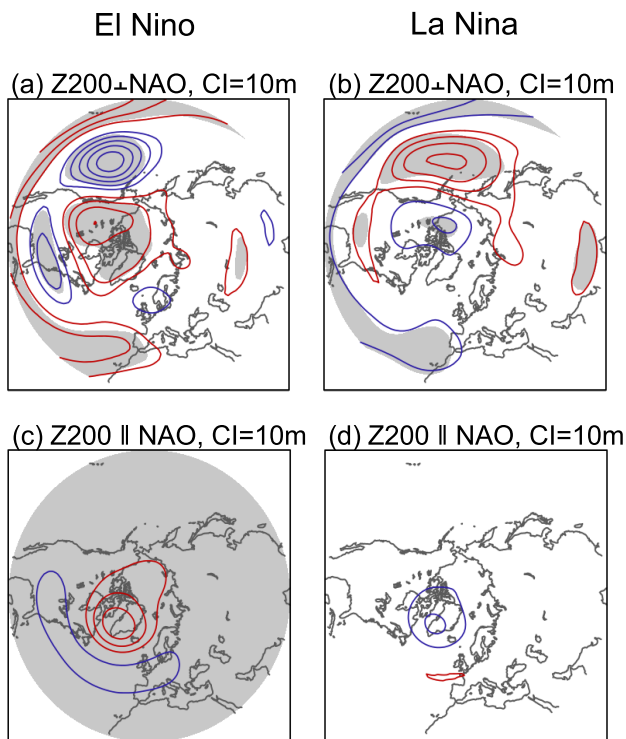 El Nino
La Nina
(a) Z200⊥NAO, CI=10m
(b) Z200⊥NAO, CI=10m
(c) Z200 ∥ NAO, CI=10m
(d) Z200 ∥ NAO, CI=10m